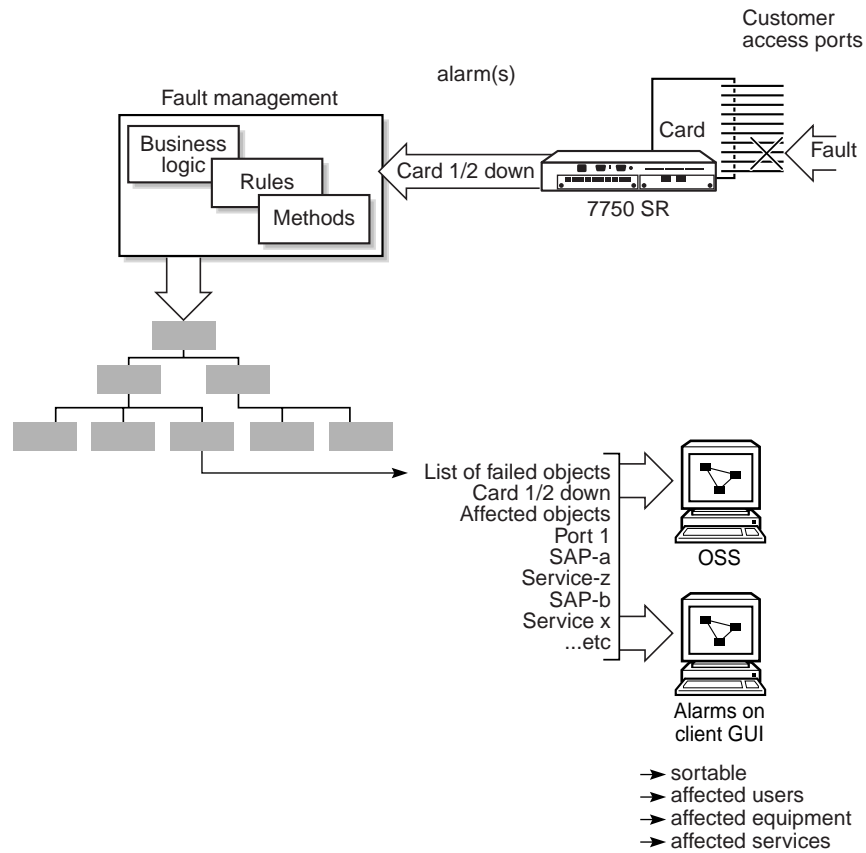 Customer
access ports
alarm(s)
Fault management
Card
Business
logic
Rules
Methods
Card 1/2 down
Fault
7750 SR
List of failed objects
Card 1/2 down
Affected objects
Port 1
SAP-a
Service-z
SAP-b
Service x
...etc
OSS
Alarms on
client GUI
sortable
affected users
affected equipment
affected services